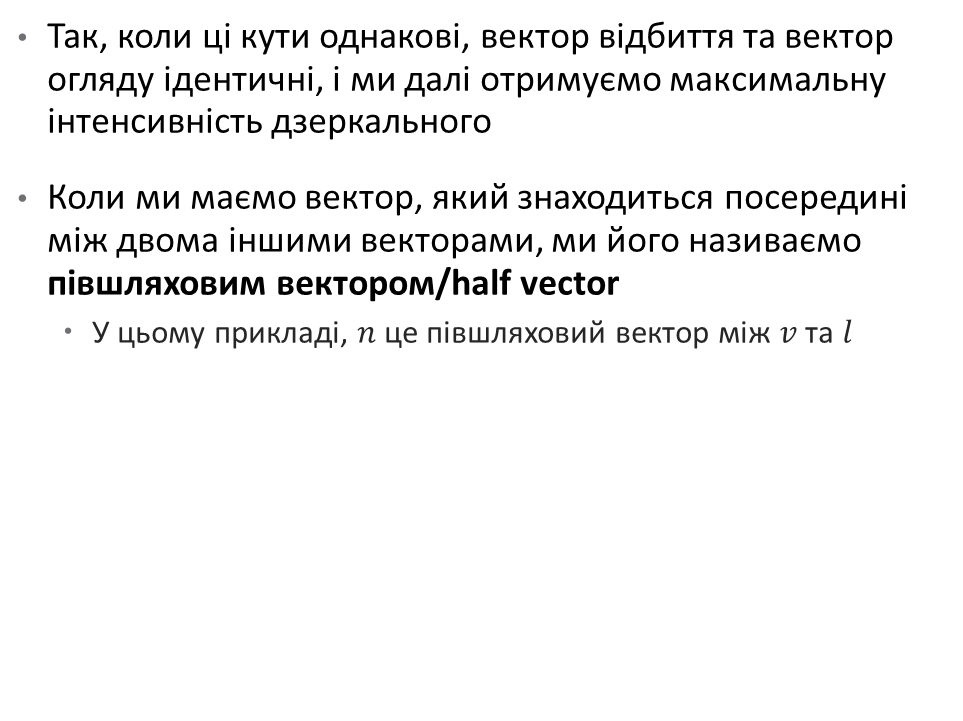 • Так, коли ці кути однакові, вектор відбиття та вектор
огляду ідентичні, і ми далі отримуємо максимальну
інтенсивність дзеркального
• Коли ми маємо вектор, який знаходиться посередині
між двома іншими векторами, ми його називаємо
півшляховим вектором/half vector
• У цьому прикладі, 𝑛 це півшляховий вектор між 𝑣 та 𝑙